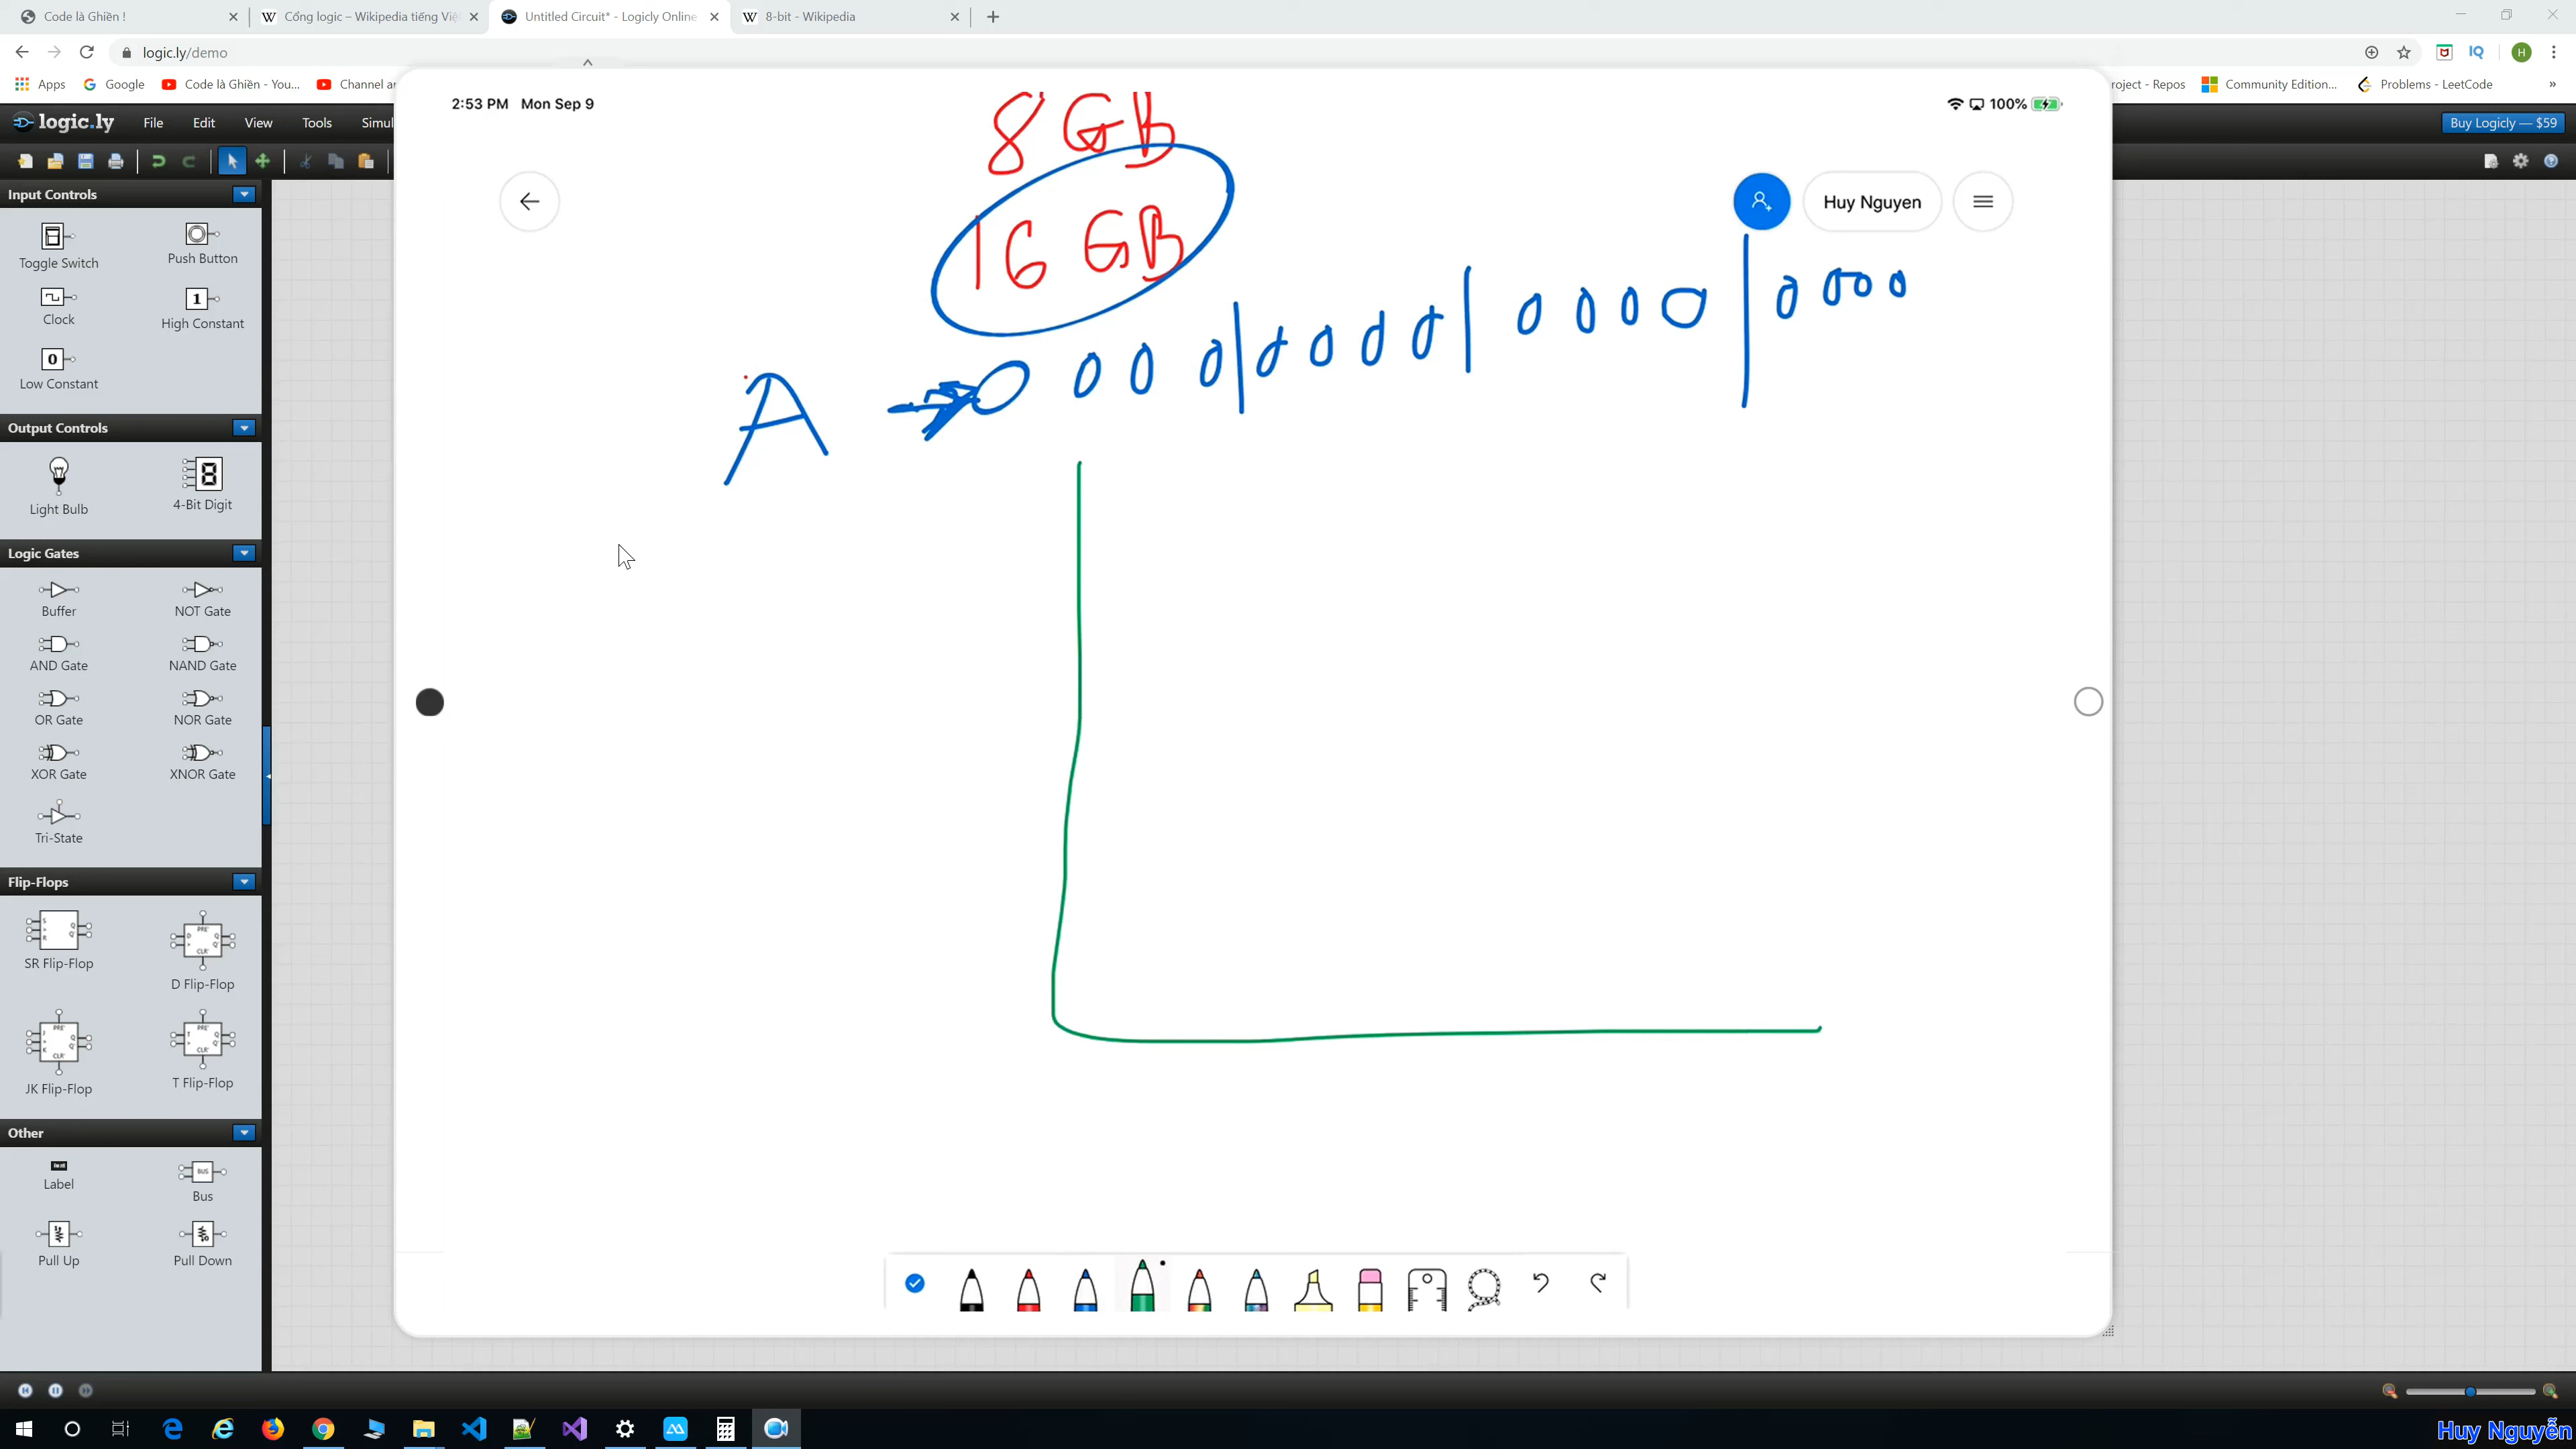 Code là Ghiền !
Cổng logic – Wikipedia tiếng Việ
Untitled Circuit* - Logicly Online
8-bit - Wikipedia
logic.ly/demo
Apps
Google
Code là Ghiền - You...
Channel an
roject - Repos
Community Edition...
Problems - LeetCode
»
logic.ly
File
Edit
View
Tools
Simul
Buy Logicly — $59
2:53 PM Mon Sep 9
100%
Huy Nguyen
8 GB
16 GB
A
0 0 0 0 | 0 0 0 0 | 0 0 0 0 | 0 0 0 0
Input Controls
Toggle Switch
Push Button
Clock
1
High Constant
0
Low Constant
Output Controls
Light Bulb
4-Bit Digit
Logic Gates
Buffer
NOT Gate
AND Gate
NAND Gate
OR Gate
NOR Gate
XOR Gate
XNOR Gate
Tri-State
Flip-Flops
SR Flip-Flop
D Flip-Flop
JK Flip-Flop
T Flip-Flop
Other
Label
BUS
Bus
Pull Up
Pull Down
Huy Nguyễn